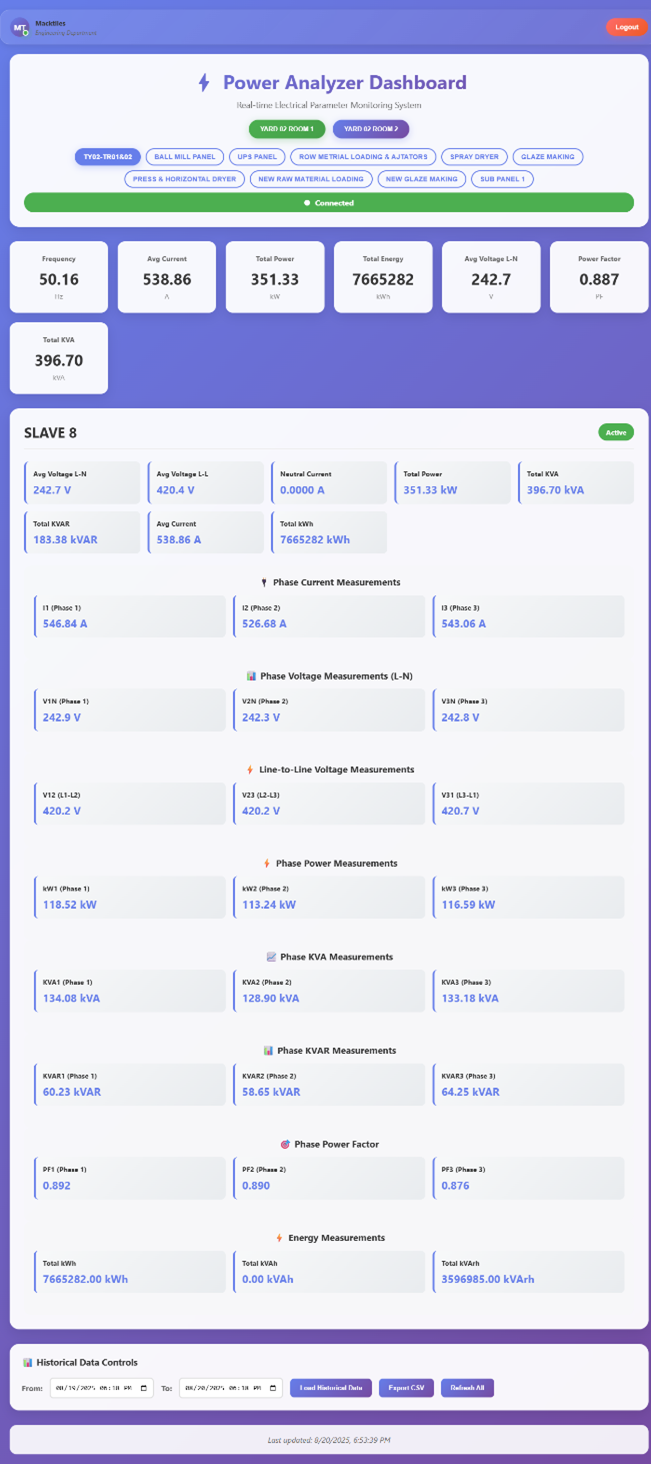 MT
Macktiles
Engineering Department
Logout
Power Analyzer Dashboard
Real-time Electrical Parameter Monitoring System
YARD 02 ROOM 1 YARD 02 ROOM 2
TY02-TR01&02 BALL MILL PANEL UPS PANEL ROW METRIAL LOADING & AJTATORS SPRAY DRYER GLAZE MAKING
PRESS & HORIZONTAL DRYER NEW RAW MATERIAL LOADING NEW GLAZE MAKING SUB PANEL 1
Connected
Frequency Avg Current Total Power Total Energy Avg Voltage L-N Power Factor
50.16 538.86 351.33 7665282 242.7 0.887
Hz A kW kWh V PF
Total KVA
396.70
kVA
SLAVE 8 Active
Avg Voltage L-N Avg Voltage L-L Neutral Current Total Power Total KVA
242.7 V 420.4 V 0.0000 A 351.33 kW 396.70 kVA
Total KVAR Avg Current Total kWh
183.38 kVAR 538.86 A 7665282 kWh
Phase Current Measurements
I1 (Phase 1) I2 (Phase 2) I3 (Phase 3)
546.84 A 526.68 A 543.06 A
Phase Voltage Measurements (L-N)
V1N (Phase 1) V2N (Phase 2) V3N (Phase 3)
242.9 V 242.3 V 242.8 V
Line-to-Line Voltage Measurements
V12 (L1-L2) V23 (L2-L3) V31 (L3-L1)
420.2 V 420.2 V 420.7 V
Phase Power Measurements
kW1 (Phase 1) kW2 (Phase 2) kW3 (Phase 3)
118.52 kW 113.24 kW 116.59 kW
Phase KVA Measurements
KVA1 (Phase 1) KVA2 (Phase 2) KVA3 (Phase 3)
134.08 kVA 128.90 kVA 133.18 kVA
Phase KVAR Measurements
KVAR1 (Phase 1) KVAR2 (Phase 2) KVAR3 (Phase 3)
60.23 kVAR 58.65 kVAR 64.25 kVAR
Phase Power Factor
PF1 (Phase 1) PF2 (Phase 2) PF3 (Phase 3)
0.892 0.890 0.876
Energy Measurements
Total kWh Total kVAh Total kVArh
7665282.00 kWh 0.00 kVAh 3596985.00 kVArh
Historical Data Controls
From: 08/19/2025 06:18 PM To: 08/20/2025 06:18 PM Load Historical Data Export CSV Refresh All
Last updated: 8/20/2025, 6:53:39 PM